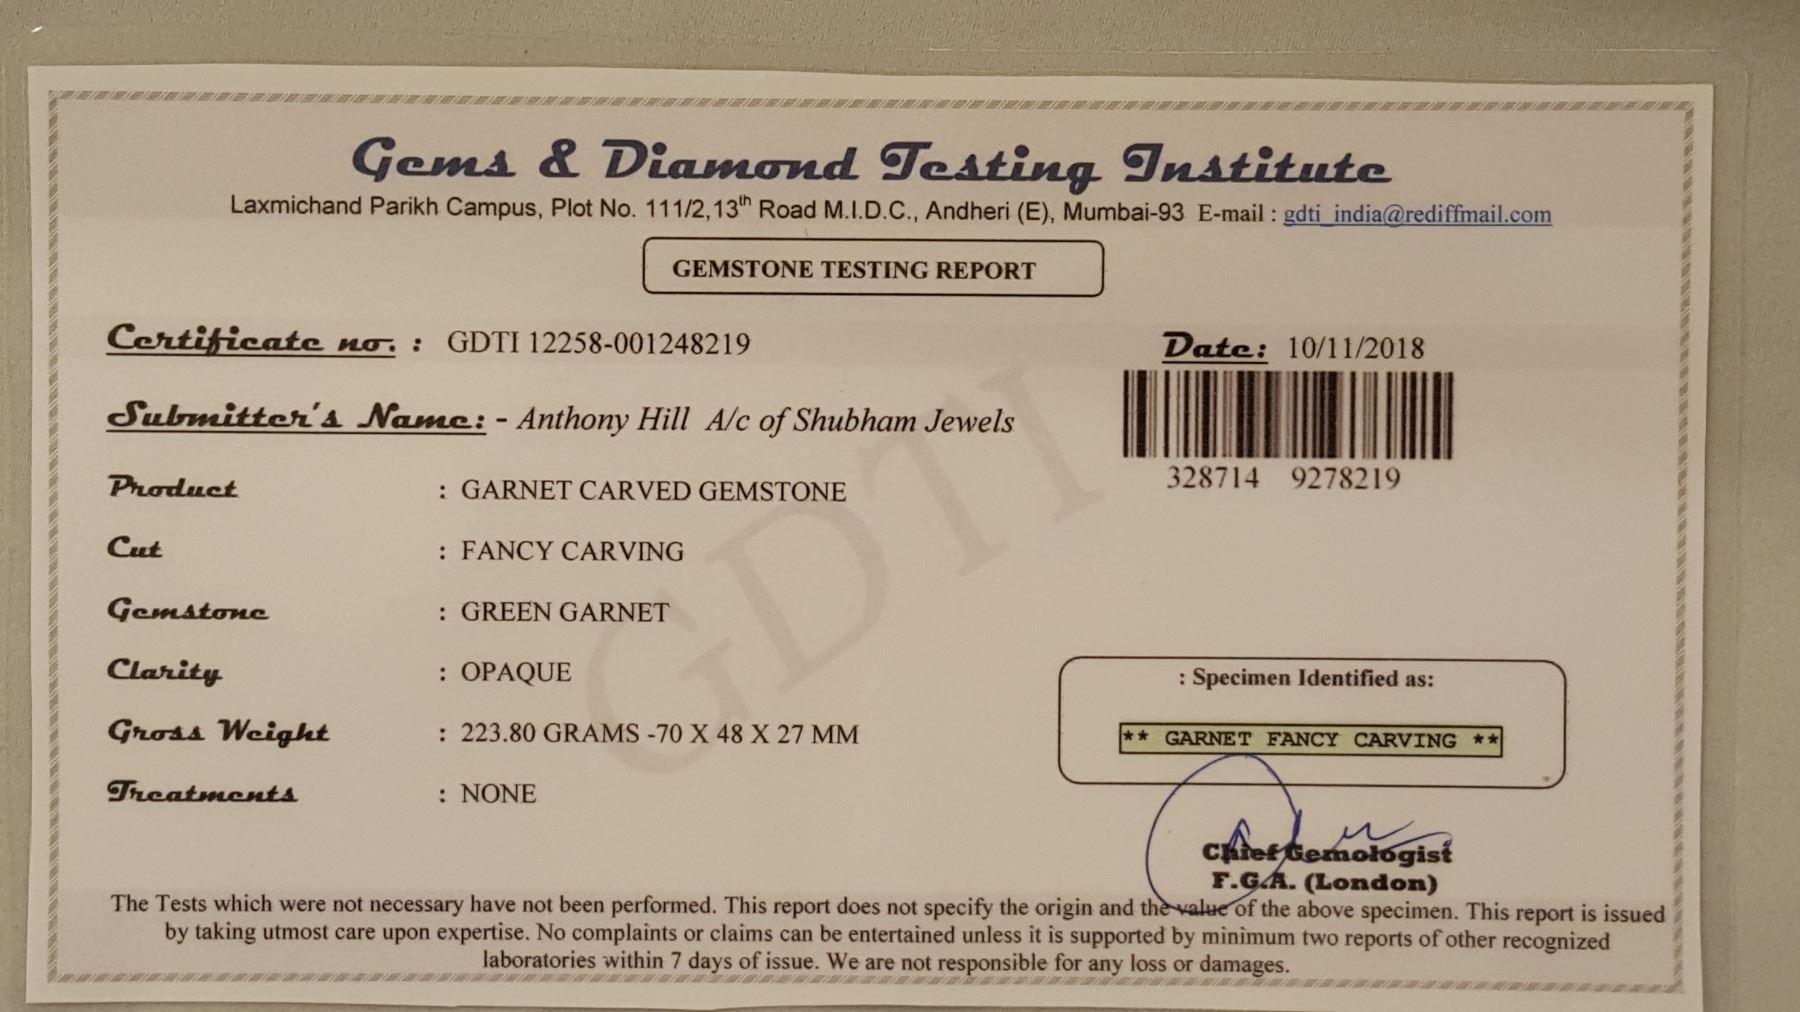 Gems & Diamond Testing Institute
Laxmichand Parikh Campus, Plot No. 111/2,13th Road M.I.D.C., Andheri (E), Mumbai-93 E-mail : gdti_india@rediffmail.com
GEMSTONE TESTING REPORT
Certificate no. : GDTI 12258-001248219
Date: 10/11/2018
Submitter's Name: - Anthony Hill A/c of Shubham Jewels
328714 9278219
Product : GARNET CARVED GEMSTONE
Cut : FANCY CARVING
Gemstone : GREEN GARNET
Clarity : OPAQUE
Gross Weight : 223.80 GRAMS -70 X 48 X 27 MM
Treatments : NONE
GDTI
: Specimen Identified as:
** GARNET FANCY CARVING **
Chief Gemologist
F.G.A. (London)
The Tests which were not necessary have not been performed. This report does not specify the origin and the value of the above specimen. This report is issued
by taking utmost care upon expertise. No complaints or claims can be entertained unless it is supported by minimum two reports of other recognized
laboratories within 7 days of issue. We are not responsible for any loss or damages.